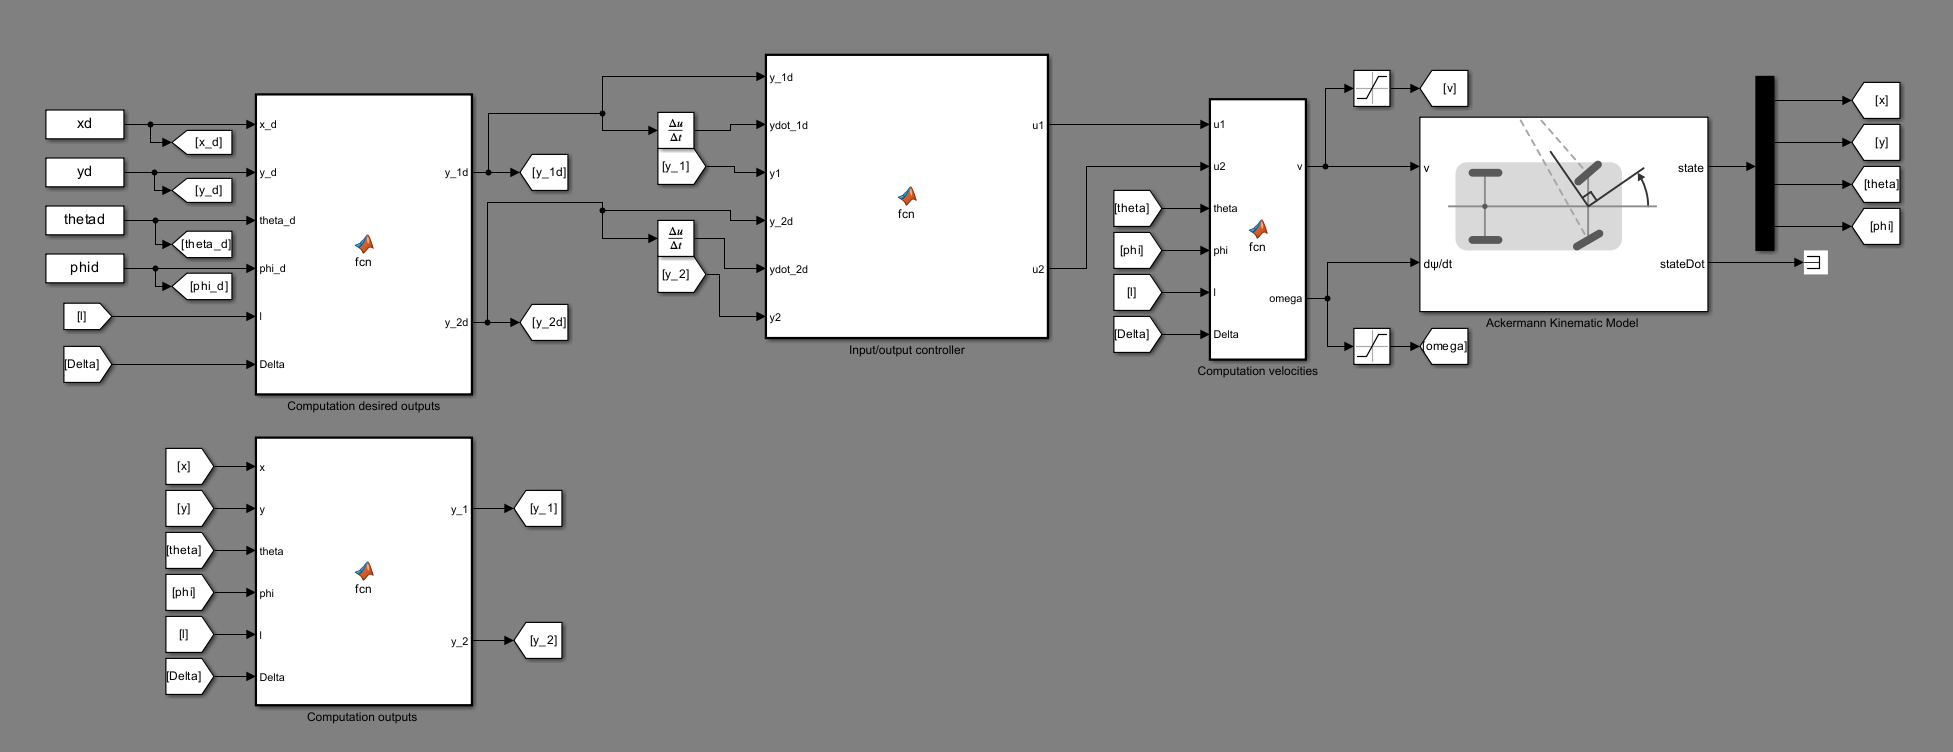 xd
[x_d]
yd
[y_d]
thetad
[theta_d]
phid
[phi_d]
[l]
[Delta]
x_d
y_d
theta_d
phi_d
l
Delta
fcn
y_1d
y_2d
Computation desired outputs
[y_1d]
[y_2d]
Δu
Δt
[y_1]
Δu
Δt
[y_2]
y_1d
ydot_1d
y1
y_2d
ydot_2d
y2
fcn
u1
u2
Input/output controller
[theta]
[phi]
[l]
[Delta]
u1
u2
theta
phi
l
Delta
fcn
v
omega
Computation velocities
[v]
[omega]
v
dψ/dt
state
stateDot
Ackermann Kinematic Model
[x]
[y]
[theta]
[phi]
[x]
[y]
[theta]
[phi]
[l]
[Delta]
x
y
theta
phi
l
Delta
fcn
y_1
y_2
Computation outputs
[y_1]
[y_2]